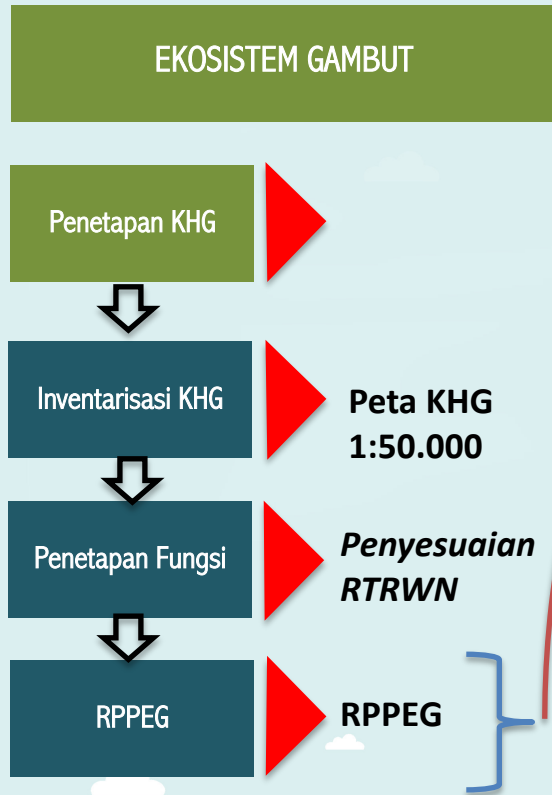 EKOSISTEM GAMBUT
Penetapan KHG
Inventarisasi KHG
Peta KHG
1:50.000
Penetapan Fungsi
Penyesuaian
RTRWN
RPPEG
RPPEG